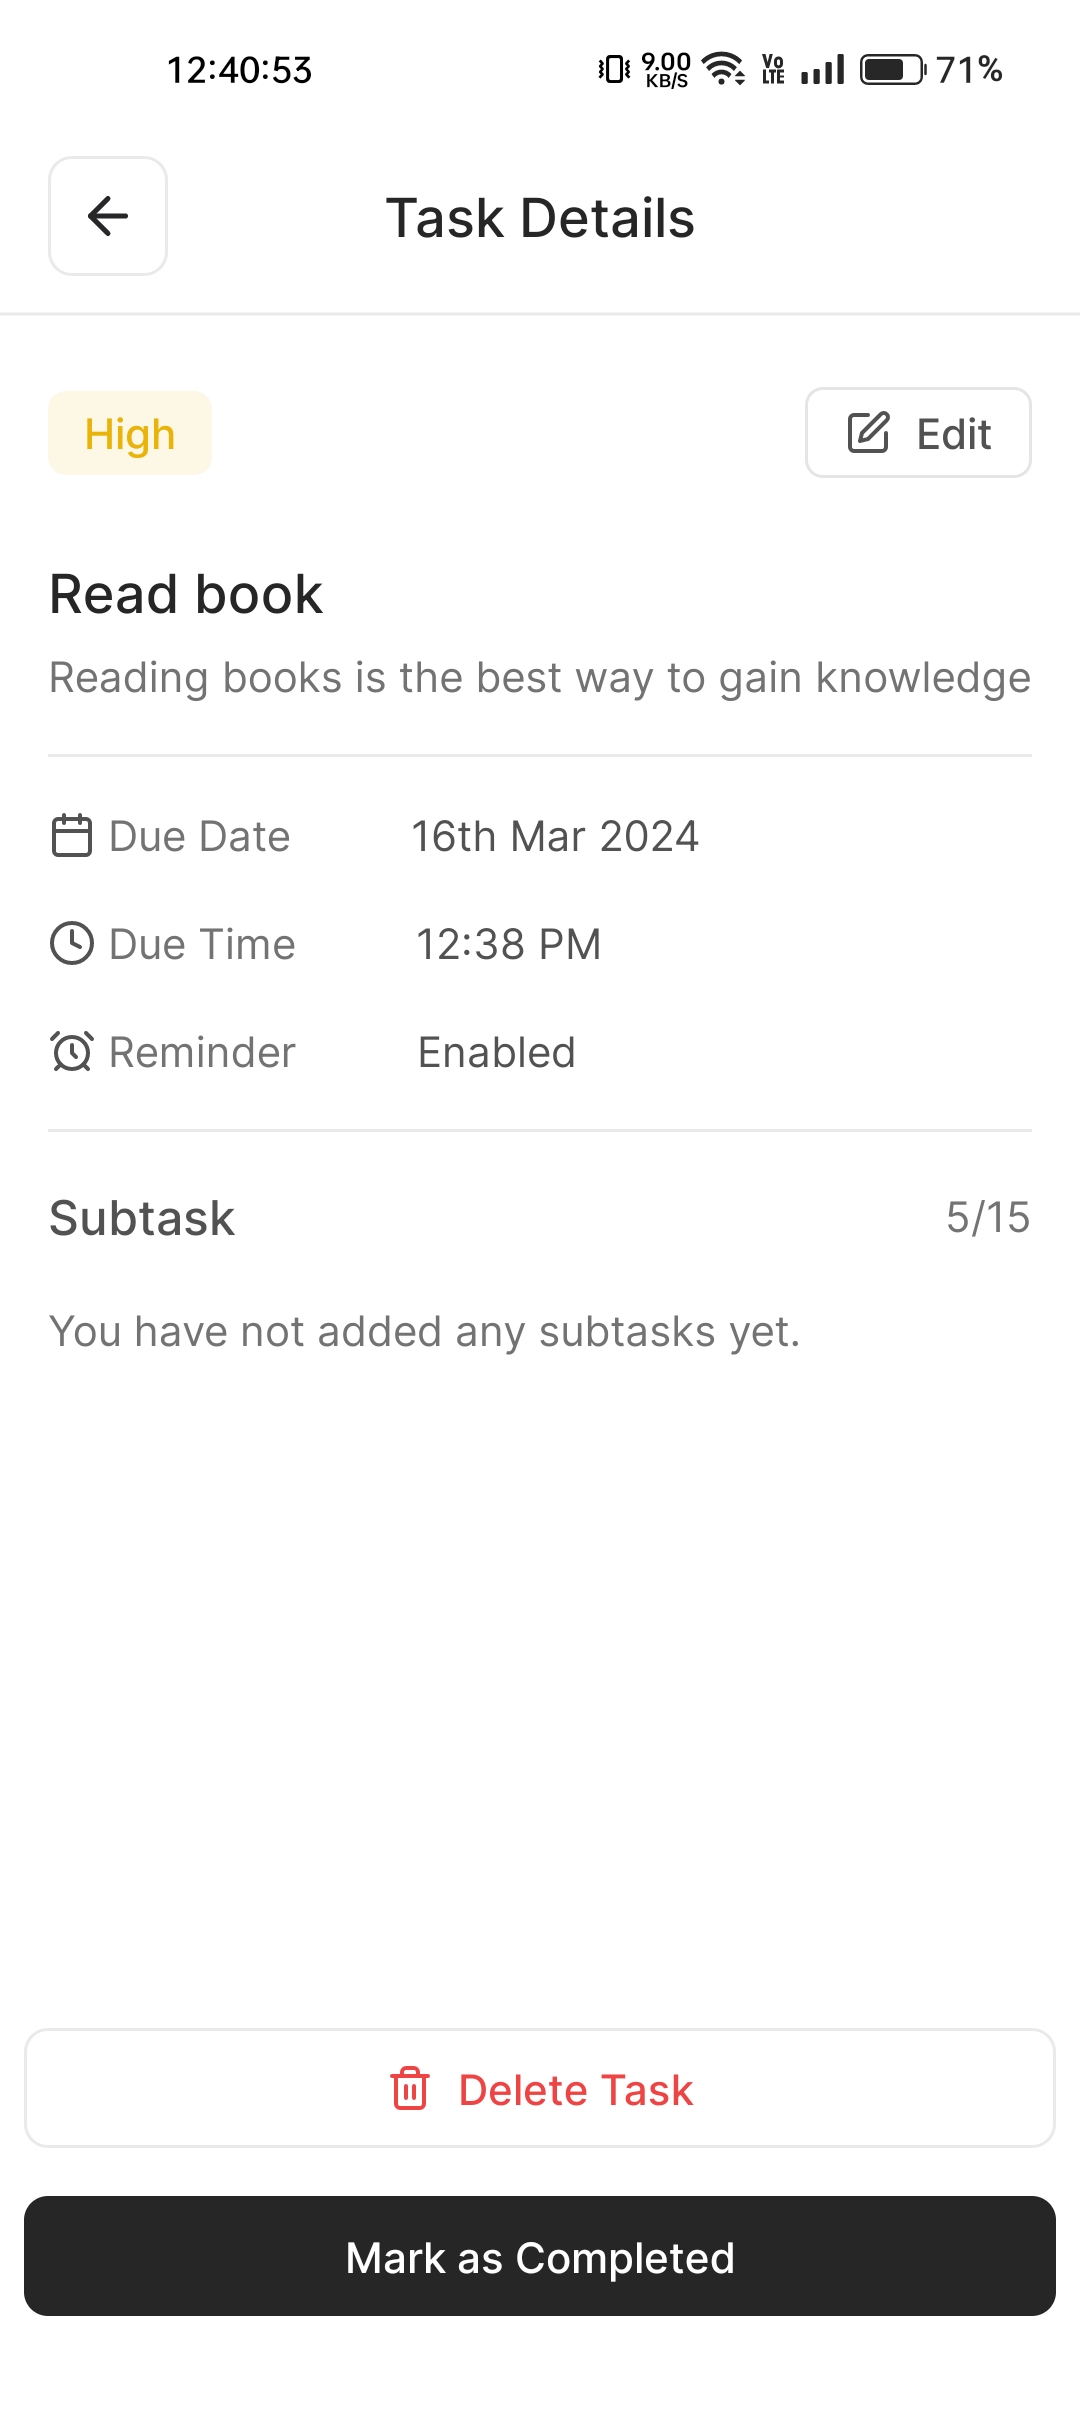 12:40:53 9.00 KB/S Vo LTE 71%
Task Details
High Edit
Read book
Reading books is the best way to gain knowledge
Due Date 16th Mar 2024
Due Time 12:38 PM
Reminder Enabled
Subtask 5/15
You have not added any subtasks yet.
Delete Task
Mark as Completed